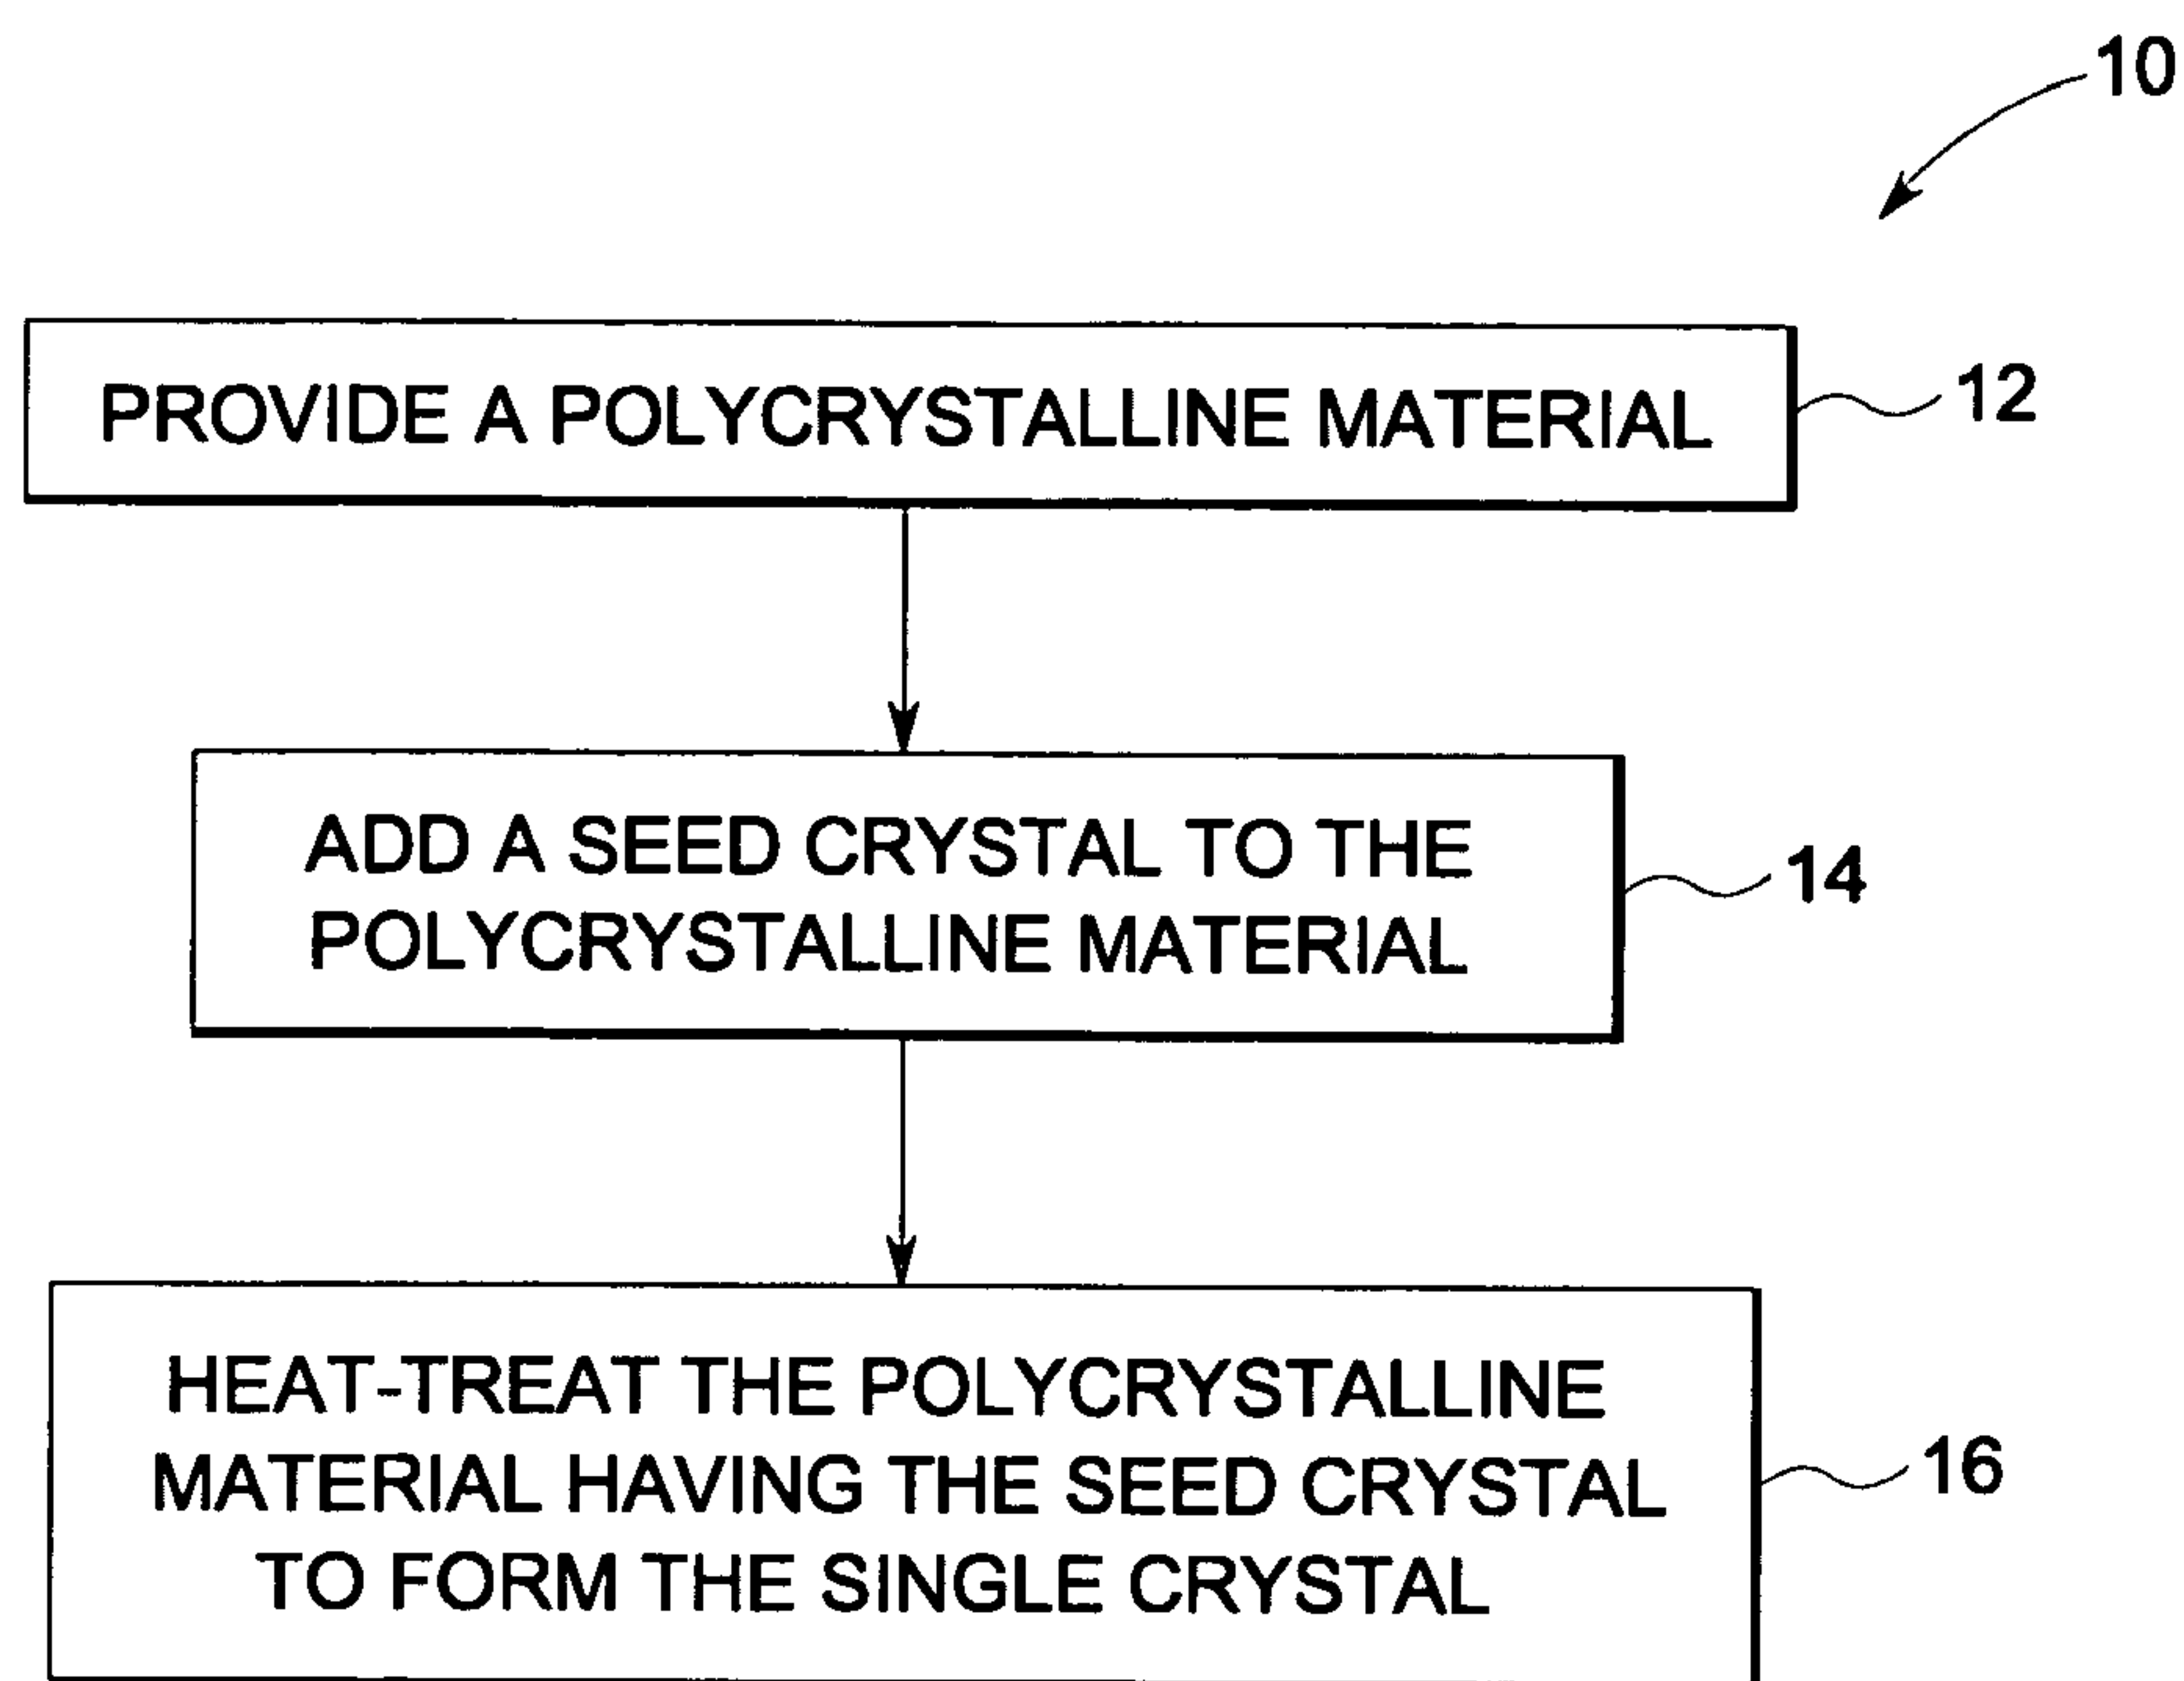 10
PROVIDE A POLYCRYSTALLINE MATERIAL
12
ADD A SEED CRYSTAL TO THE
POLYCRYSTALLINE MATERIAL
14
HEAT-TREAT THE POLYCRYSTALLINE
MATERIAL HAVING THE SEED CRYSTAL
TO FORM THE SINGLE CRYSTAL
16